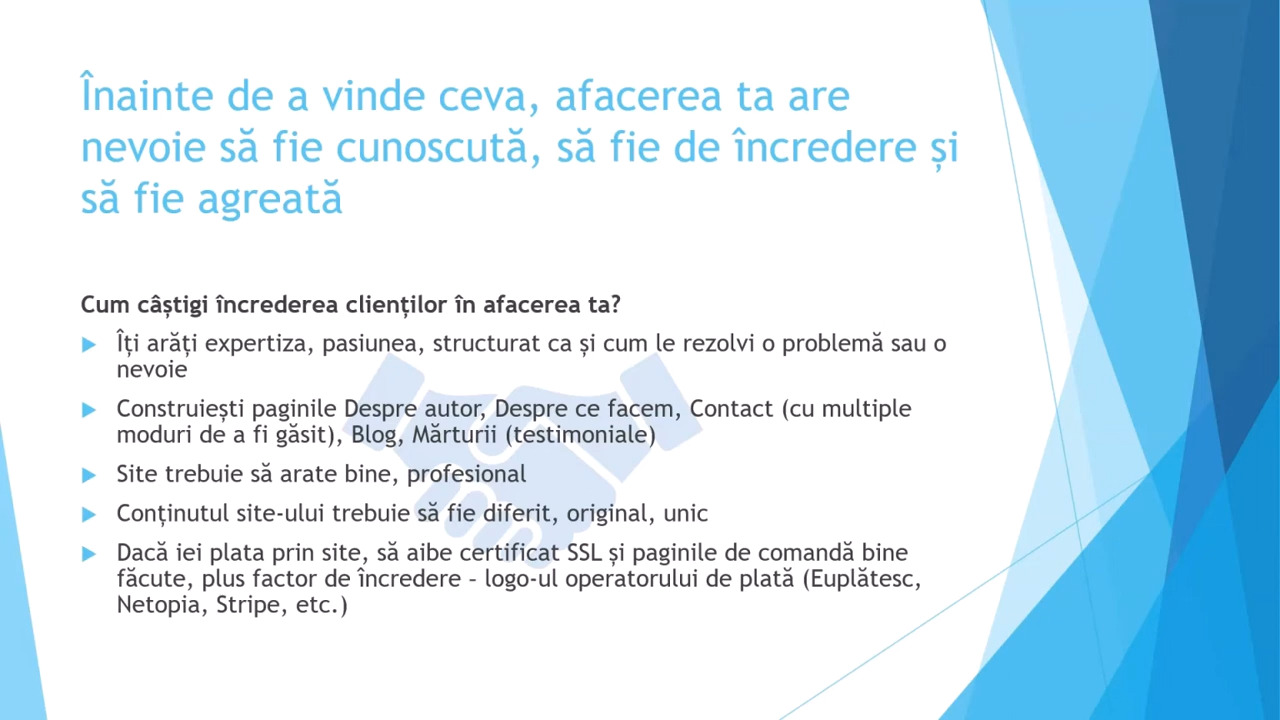 Înainte de a vinde ceva, afacerea ta are
nevoie să fie cunoscută, să fie de încredere și
să fie agreată
Cum câștigi încrederea clienților în afacerea ta?
Îți arăți expertiza, pasiunea, structurat ca și cum le rezolvi o problemă sau o
nevoie
Construiești paginile Despre autor, Despre ce facem, Contact (cu multiple
moduri de a fi găsit), Blog, Mărturii (testimoniale)
Site trebuie să arate bine, profesional
Conținutul site-ului trebuie să fie diferit, original, unic
Dacă iei plata prin site, să aibe certificat SSL și paginile de comandă bine
făcute, plus factor de încredere – logo-ul operatorului de plată (Euplătesc,
Netopia, Stripe, etc.)